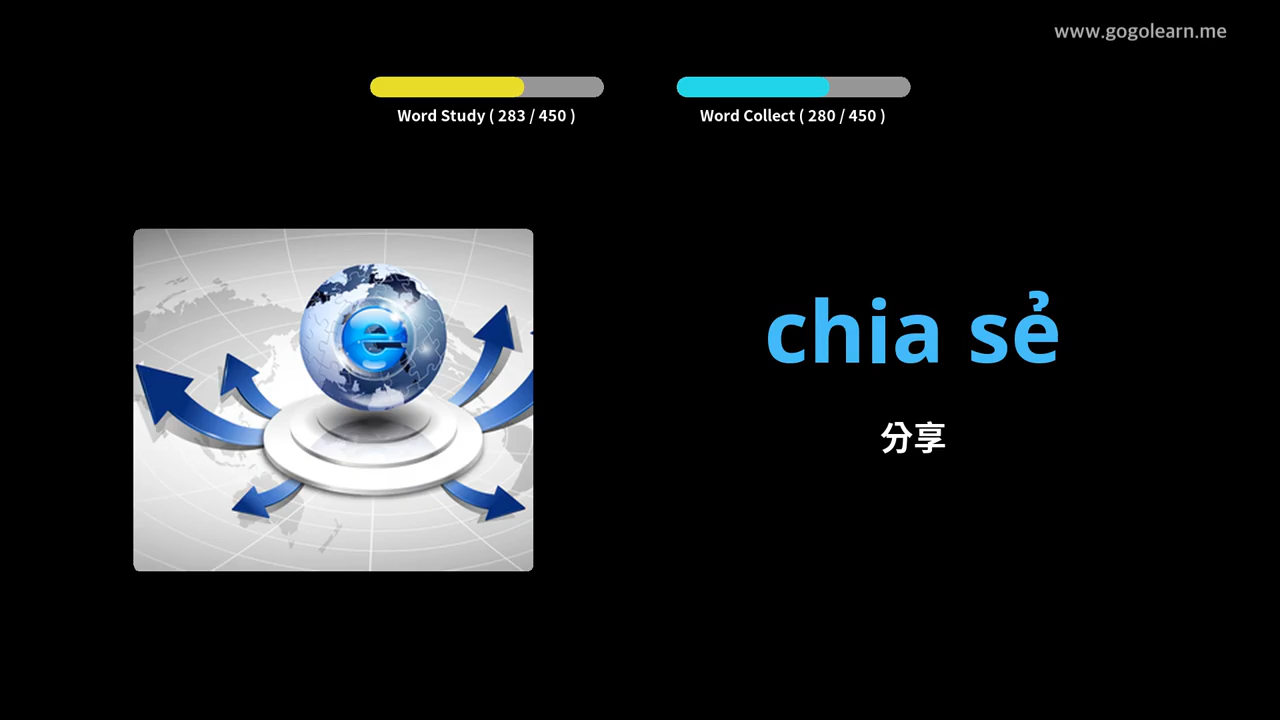 www.gogolearn.me
Word Study ( 283 / 450 )
Word Collect ( 280 / 450 )
e
chia sẻ
分享